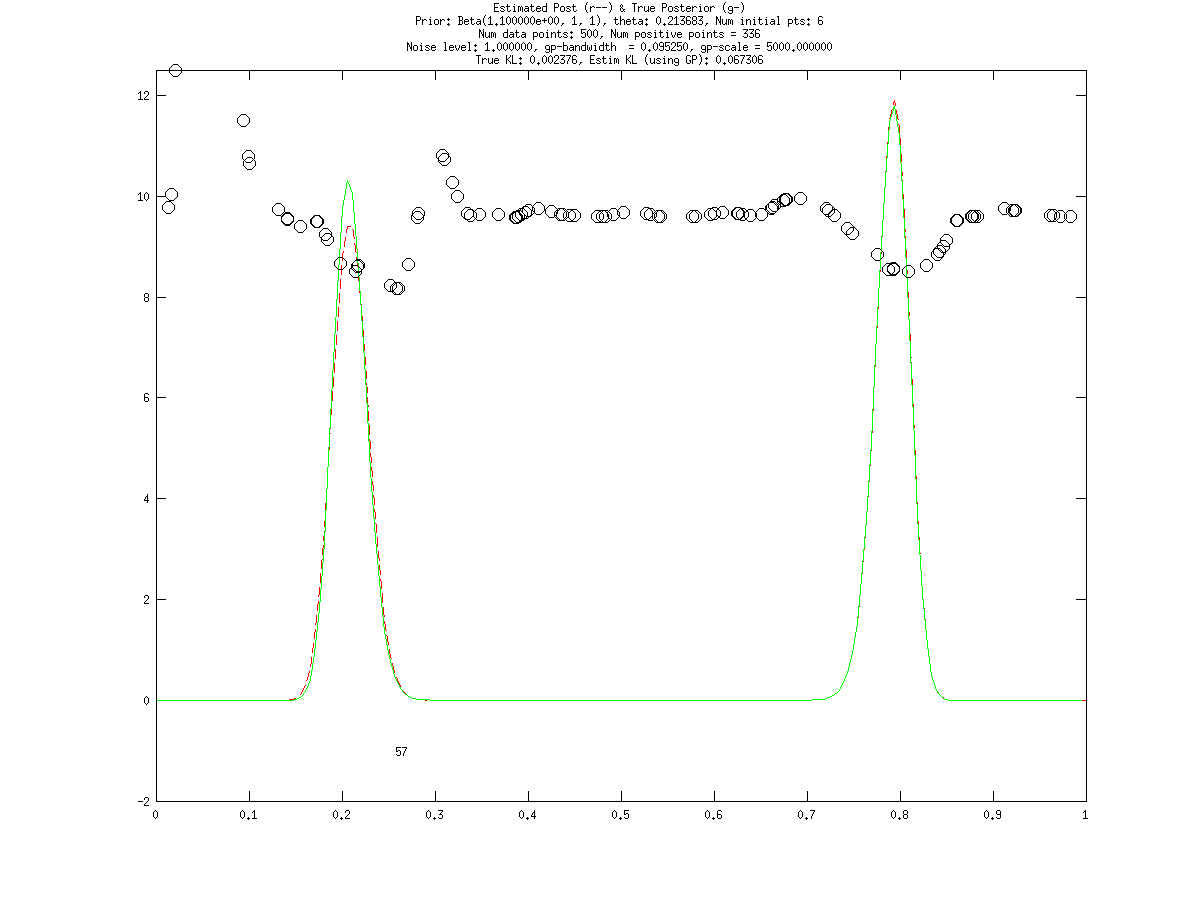 Estimated Post (r--) & True Posterior (g-)
Prior: Beta(1.100000e+00, 1, 1), theta: 0.213683, Num initial pts: 6
Num data points: 500, Num positive points = 336
Noise level: 1.000000, gp-bandwidth  = 0.095250, gp-scale = 5000.000000
True KL: 0.002376, Estim KL (using GP): 0.067306
12
10
8
6
4
2
0
57
-2
0 0.1 0.2 0.3 0.4 0.5 0.6 0.7 0.8 0.9 1